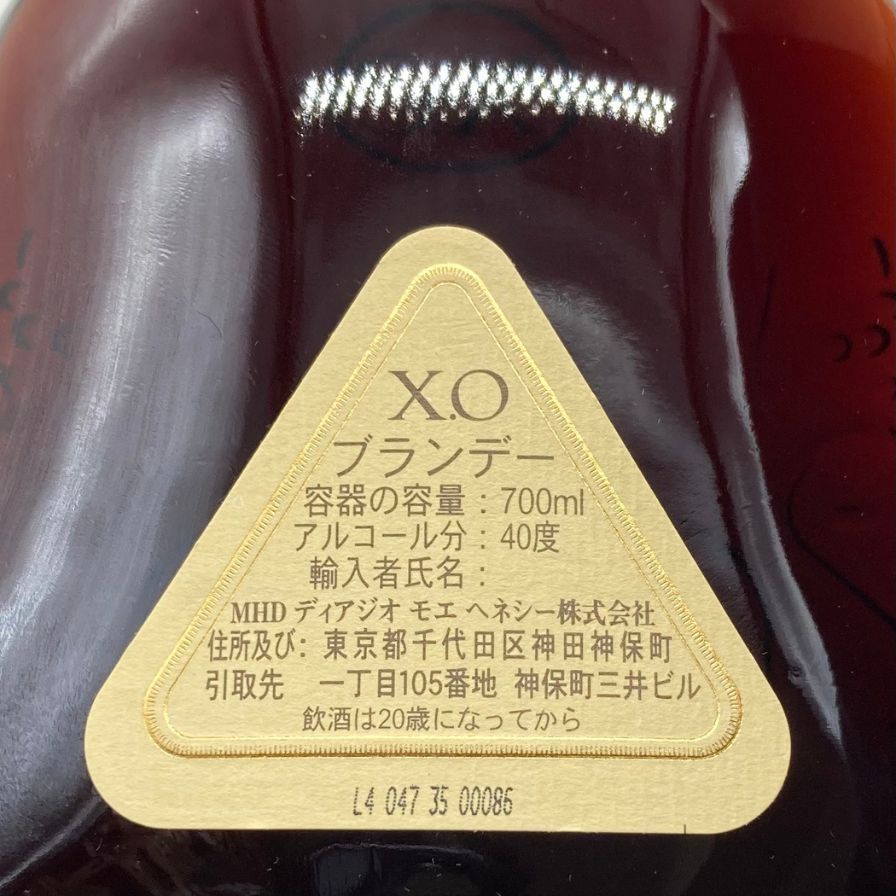 X.O
ブランデー
容器の容量：700ml
アルコール分：40度
輸入者氏名：
MHD ディアジオ モエ ヘネシー株式会社
住所及び：東京都千代田区神田神保町
引取先　一丁目105番地 神保町三井ビル
飲酒は20歳になってから
L4 047 35 00086